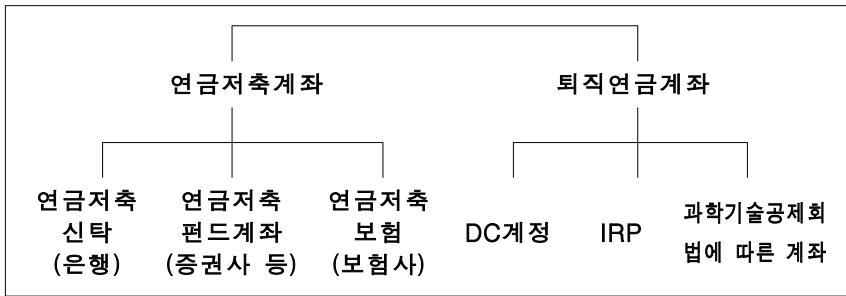 연금저축계좌
퇴직연금계좌
연금저축
신탁
(은행)
연금저축
펀드계좌
(증권사 등)
연금저축
보험
(보험사)
DC계정
IRP
과학기술공제회
법에 따른 계좌